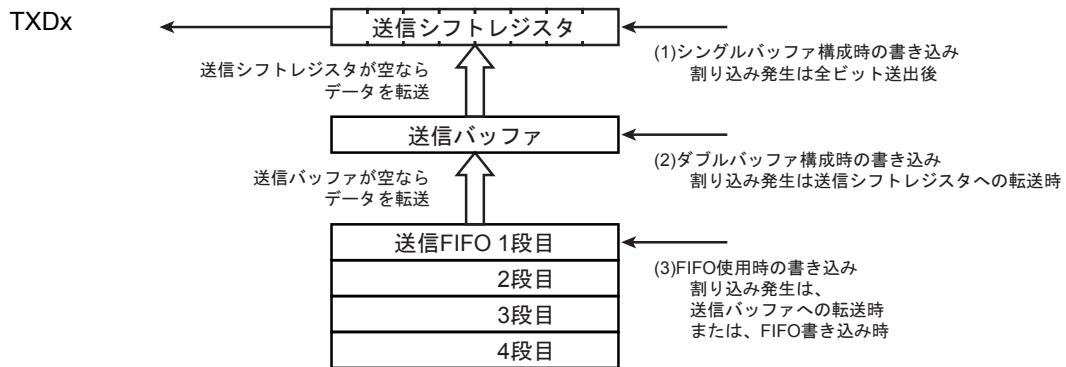 TXDx
送信シフトレジスタ
(1)シングルバッファ構成時の書き込み
割り込み発生は全ビット送出後
送信シフトレジスタが空なら
データを転送
送信バッファ
(2)ダブルバッファ構成時の書き込み
割り込み発生は送信シフトレジスタへの転送時
送信バッファが空なら
データを転送
送信FIFO 1段目
2段目
3段目
4段目
(3)FIFO使用時の書き込み
割り込み発生は、
送信バッファへの転送時
または、FIFO書き込み時